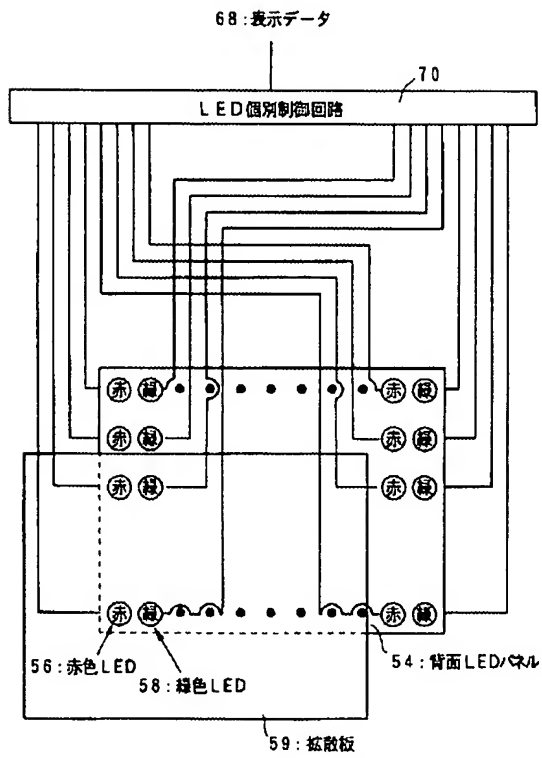 68:表示データ
70
LED個別制御回路
赤 緑 赤 緑
赤 緑 赤 緑
赤 緑 赤 緑
赤 緑 赤 緑
56:赤色LED
58:緑色LED
54:背面LEDパネル
59:拡散板